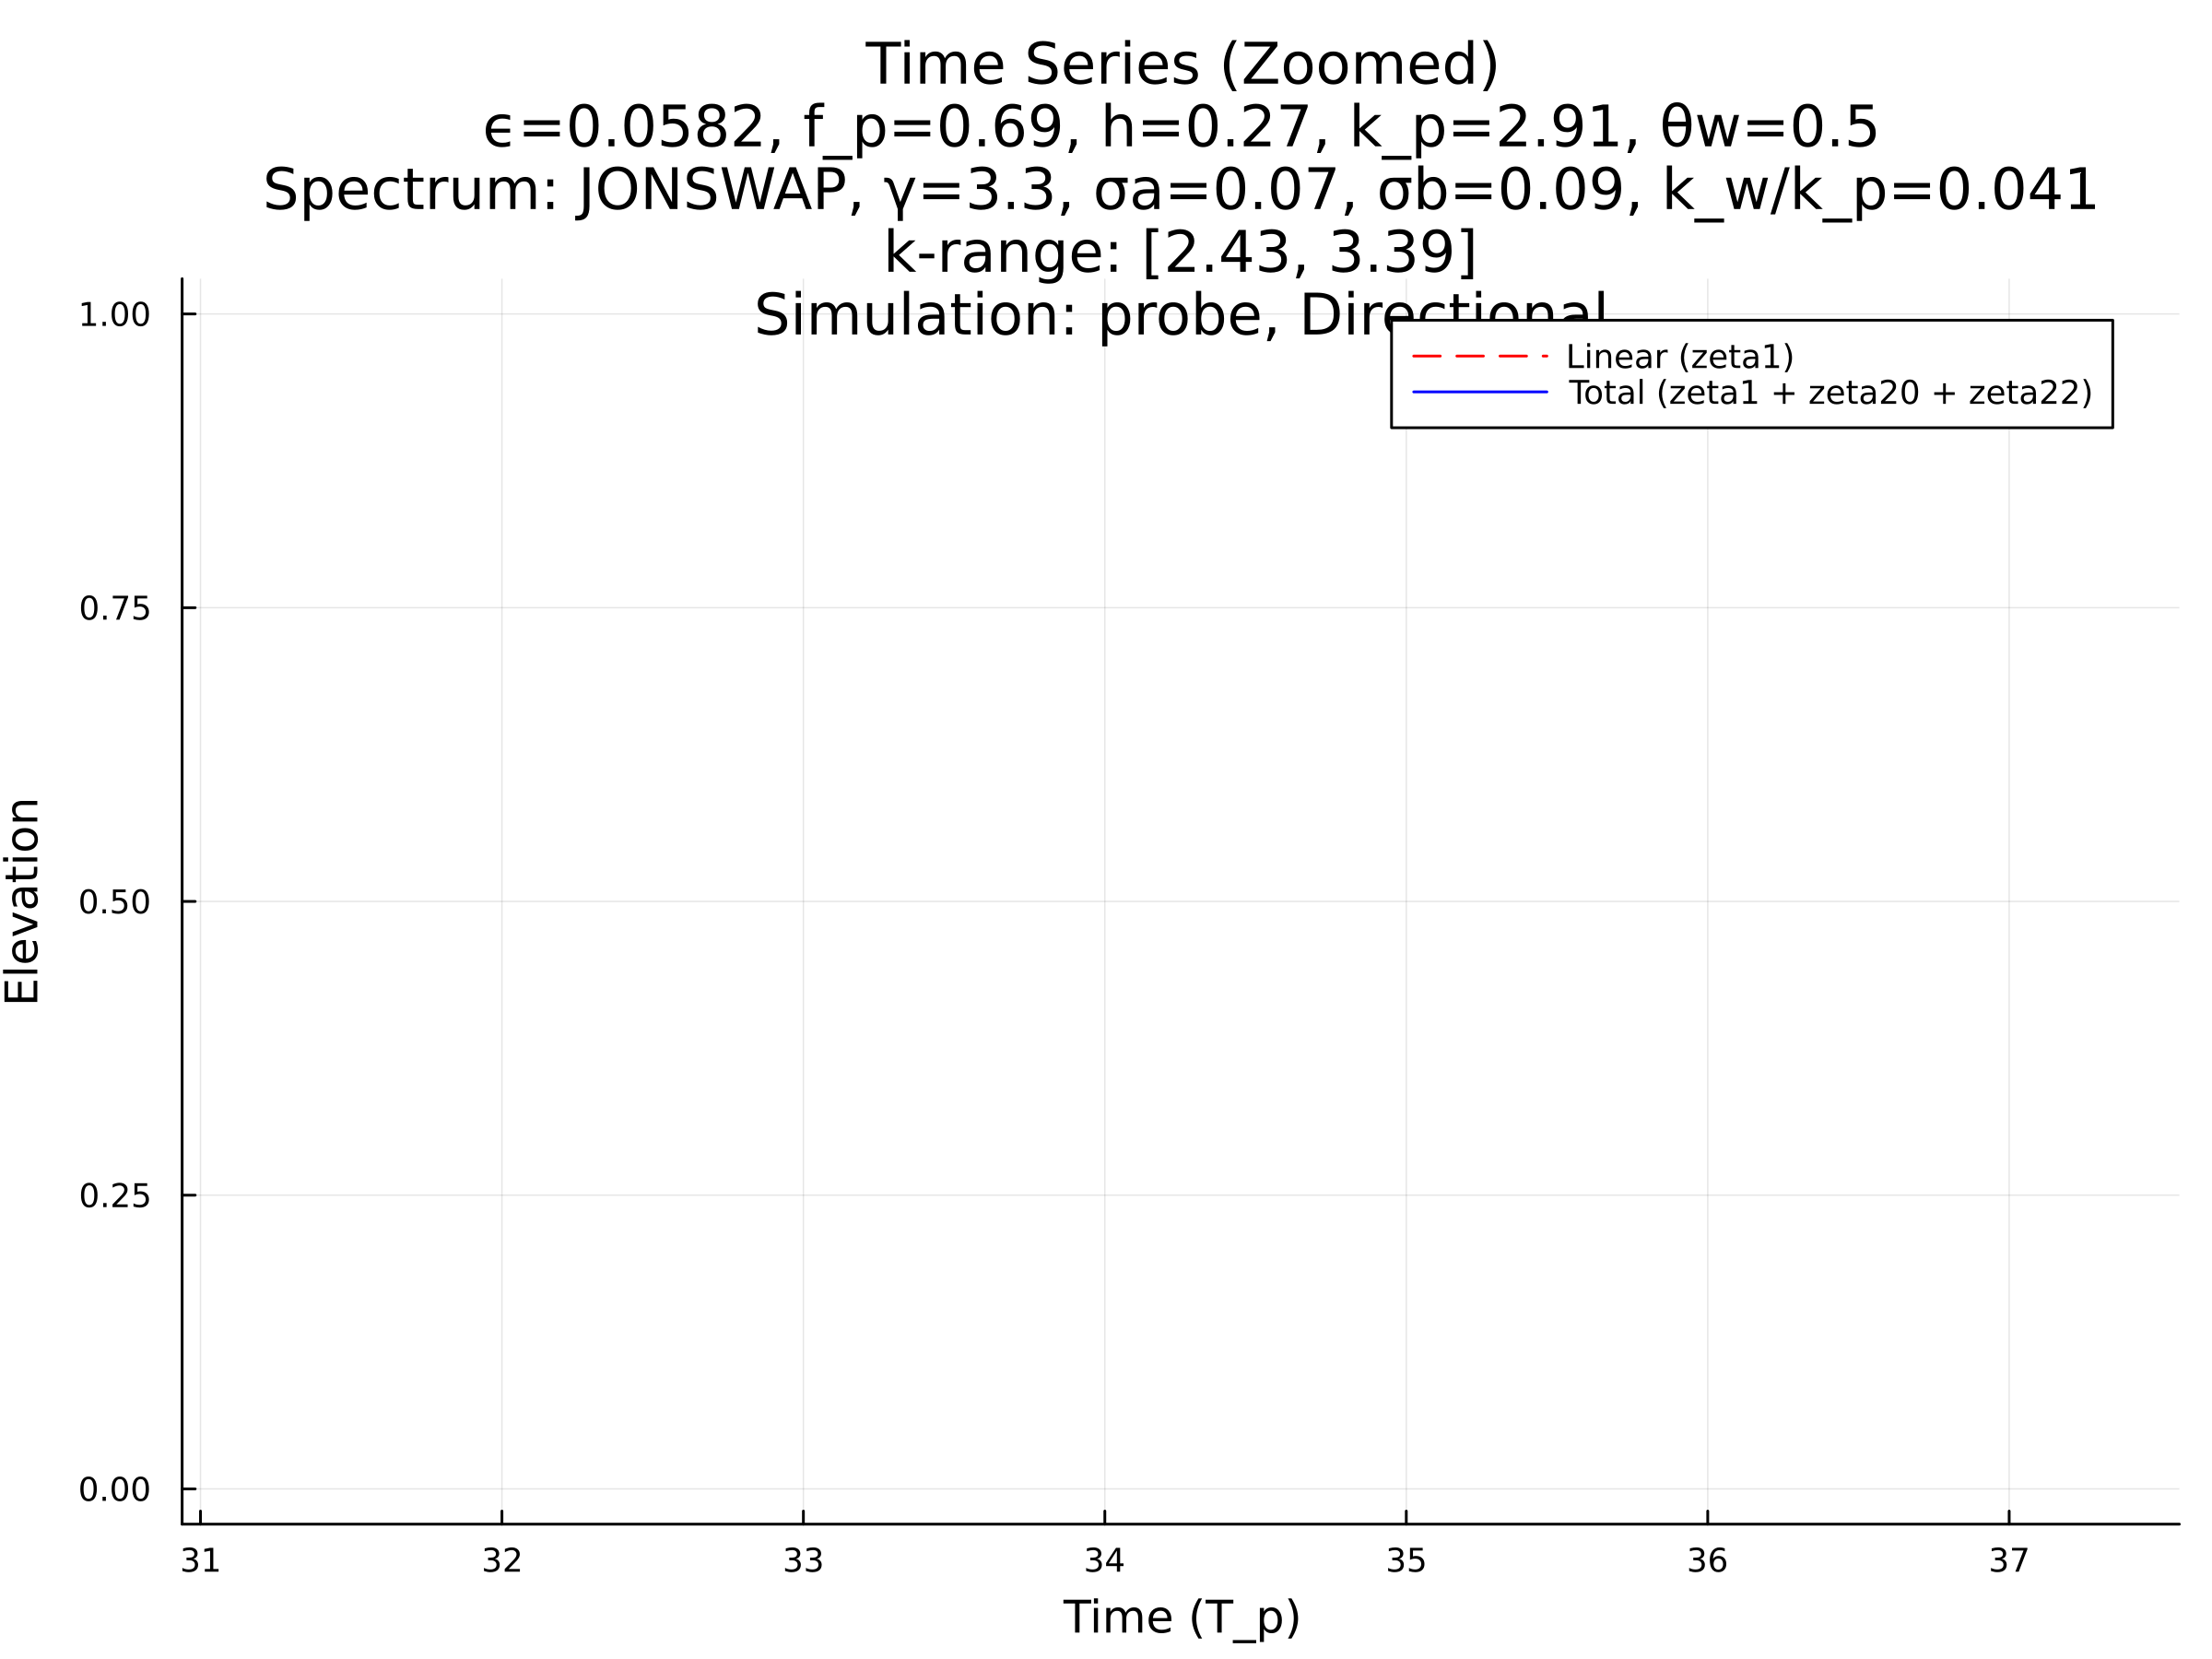 Time Series (Zoomed)
ϵ=0.0582, f_p=0.69, h=0.27, k_p=2.91, θw=0.5
Spectrum: JONSWAP, γ=3.3, σa=0.07, σb=0.09, k_w/k_p=0.041
k-range: [2.43, 3.39]
Simulation: probe, Directional
Linear (zeta1)
Total (zeta1 + zeta20 + zeta22)
1.00
0.75
0.50
0.25
0.00
Elevation
31 32 33 34 35 36 37
Time (T_p)